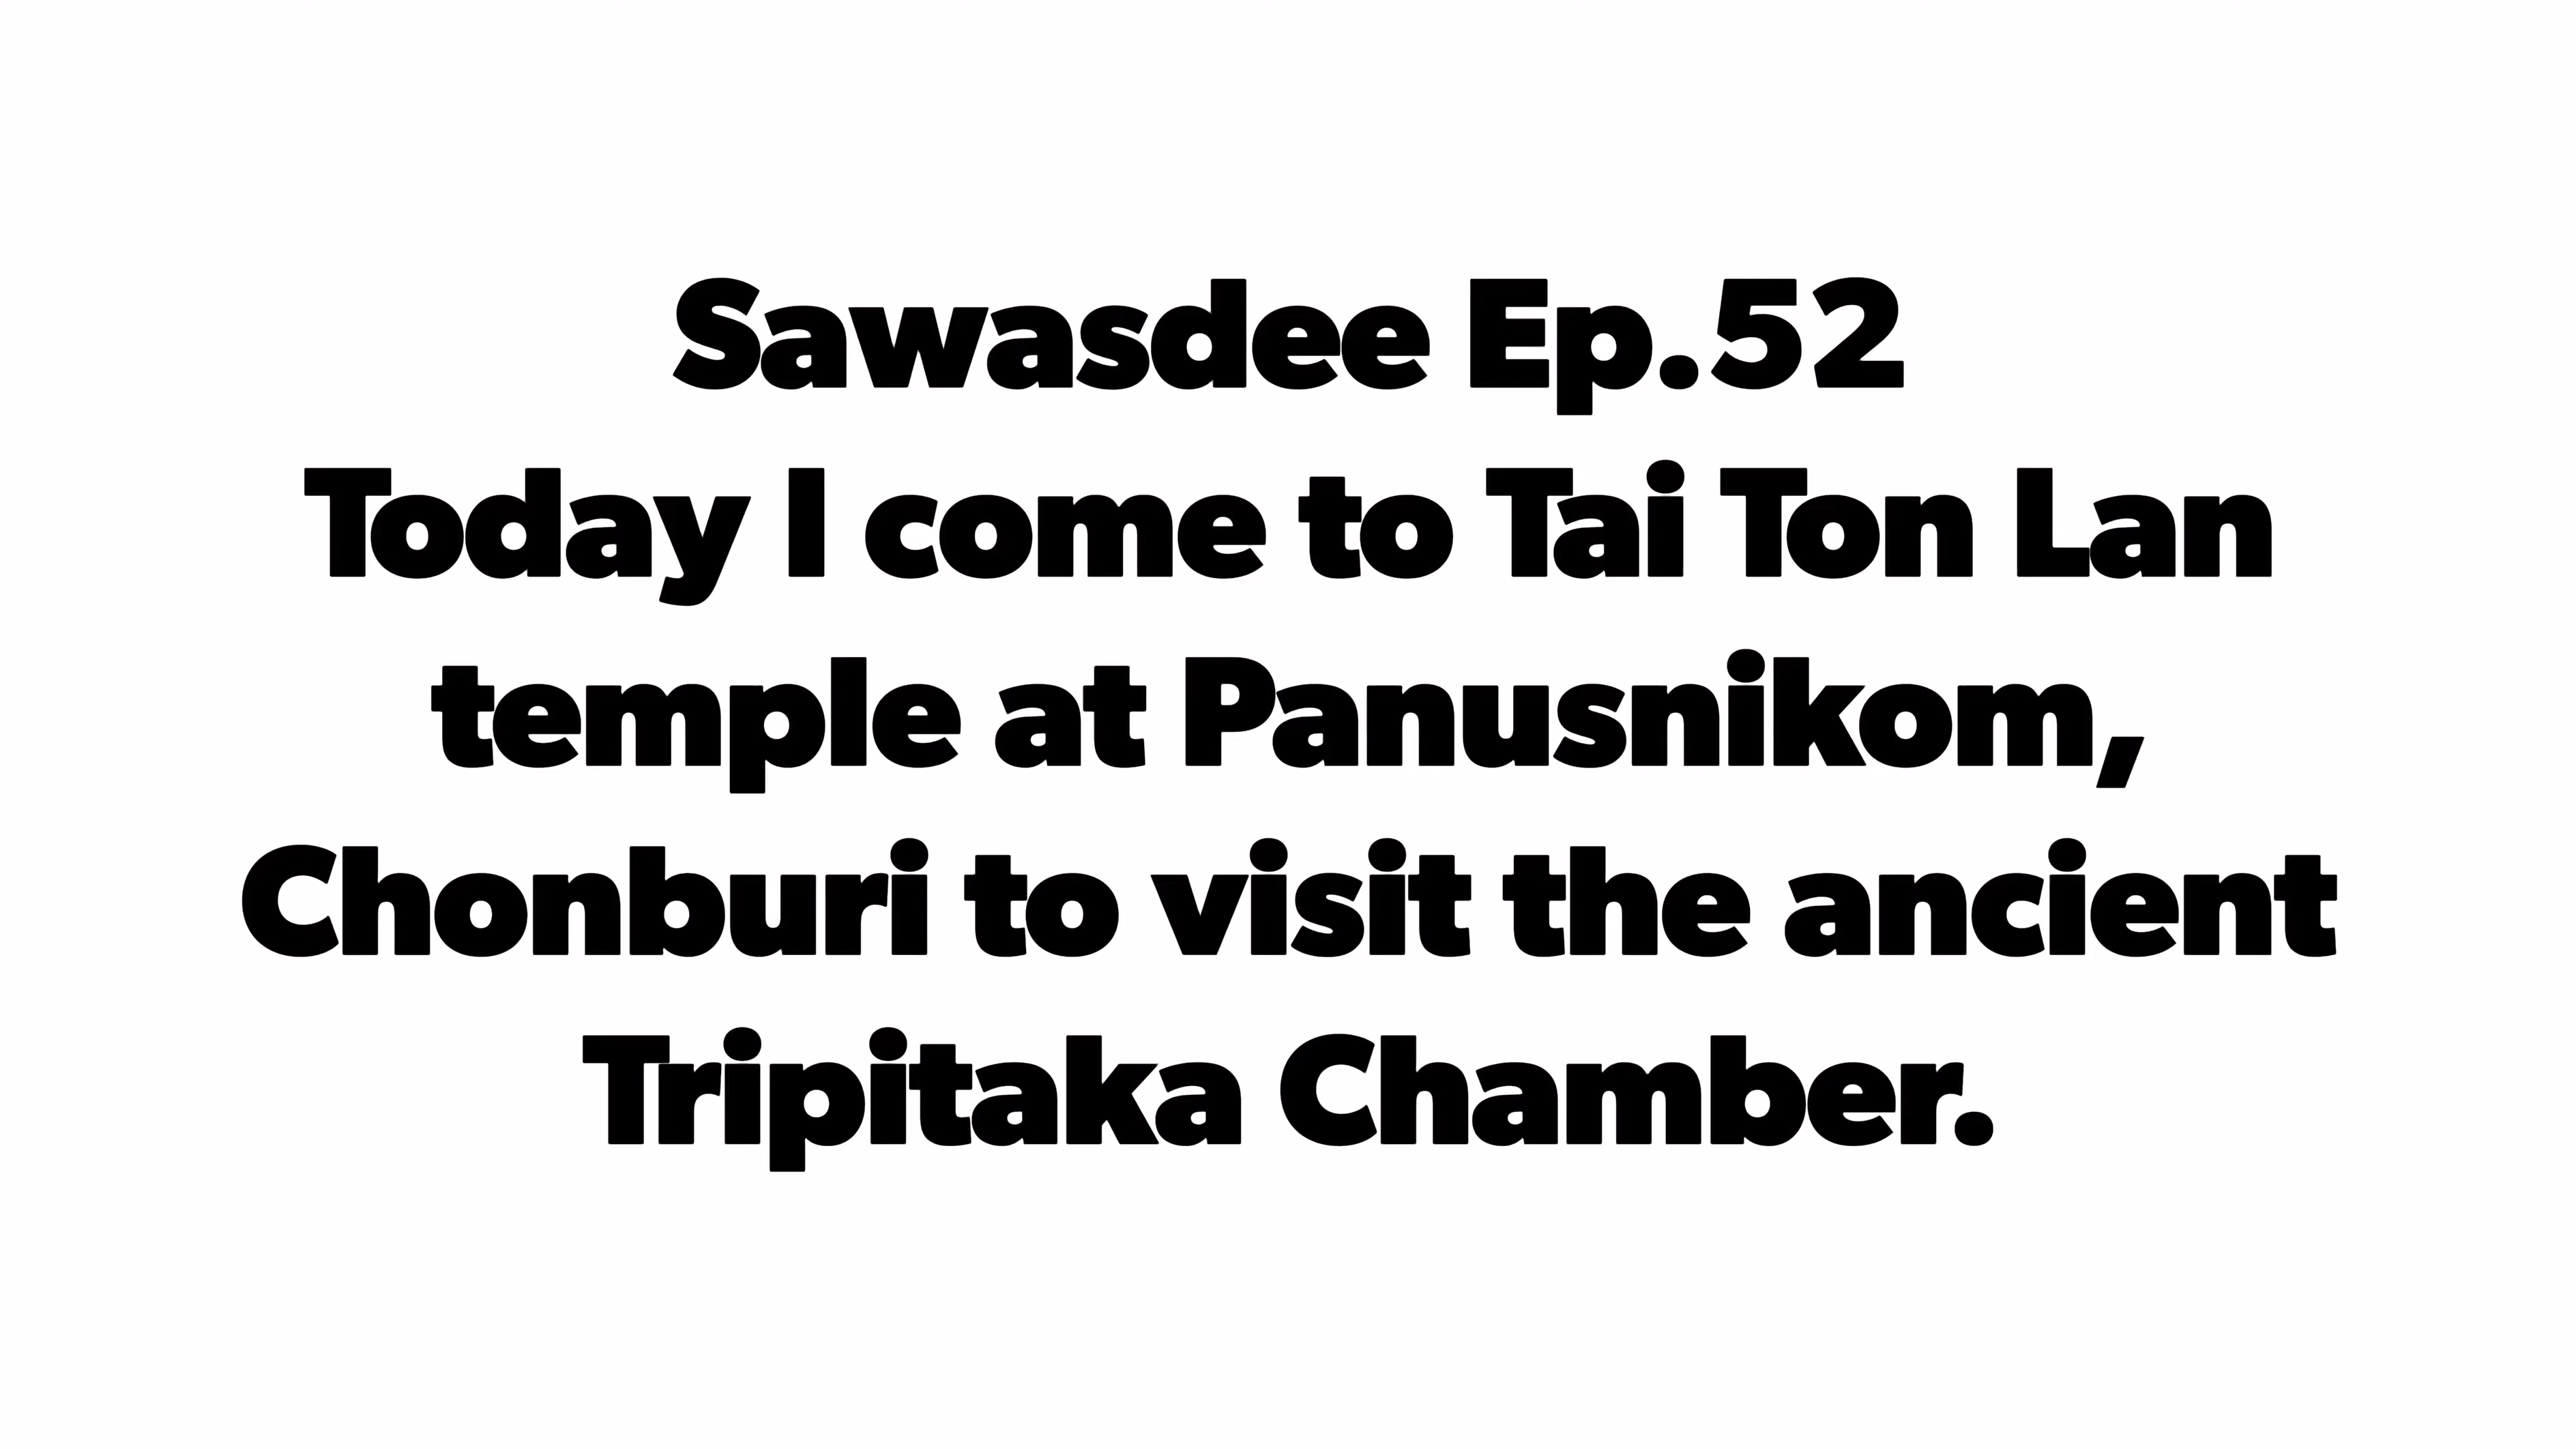 Sawasdee Ep.52
Today I come to Tai Ton Lan
temple at Panusnikom,
Chonburi to visit the ancient
Tripitaka Chamber.